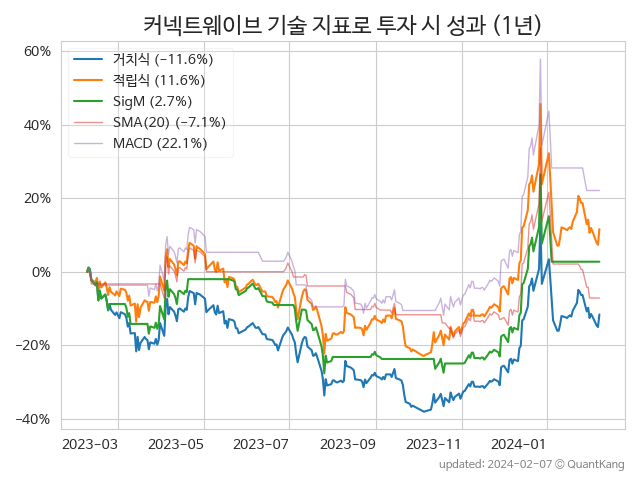 커넥트웨이브 기술 지표로 투자 시 성과 (1년)
60%
40%
20%
0%
−20%
−40%
거치식 (−11.6%)
적립식 (11.6%)
SigM (2.7%)
SMA(20) (−7.1%)
MACD (22.1%)
2023-03 2023-05 2023-07 2023-09 2023-11 2024-01
updated: 2024-02-07 © QuantKang